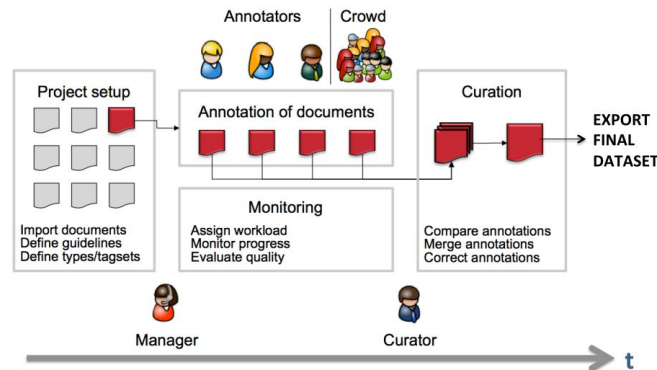 Annotators
Crowd
Project setup
Annotation of documents
Curation
EXPORT
FINAL
DATASET
Import documents
Define guidelines
Define types/tagsets
Monitoring
Assign workload
Monitor progress
Evaluate quality
Compare annotations
Merge annotations
Correct annotations
Manager
Curator
t